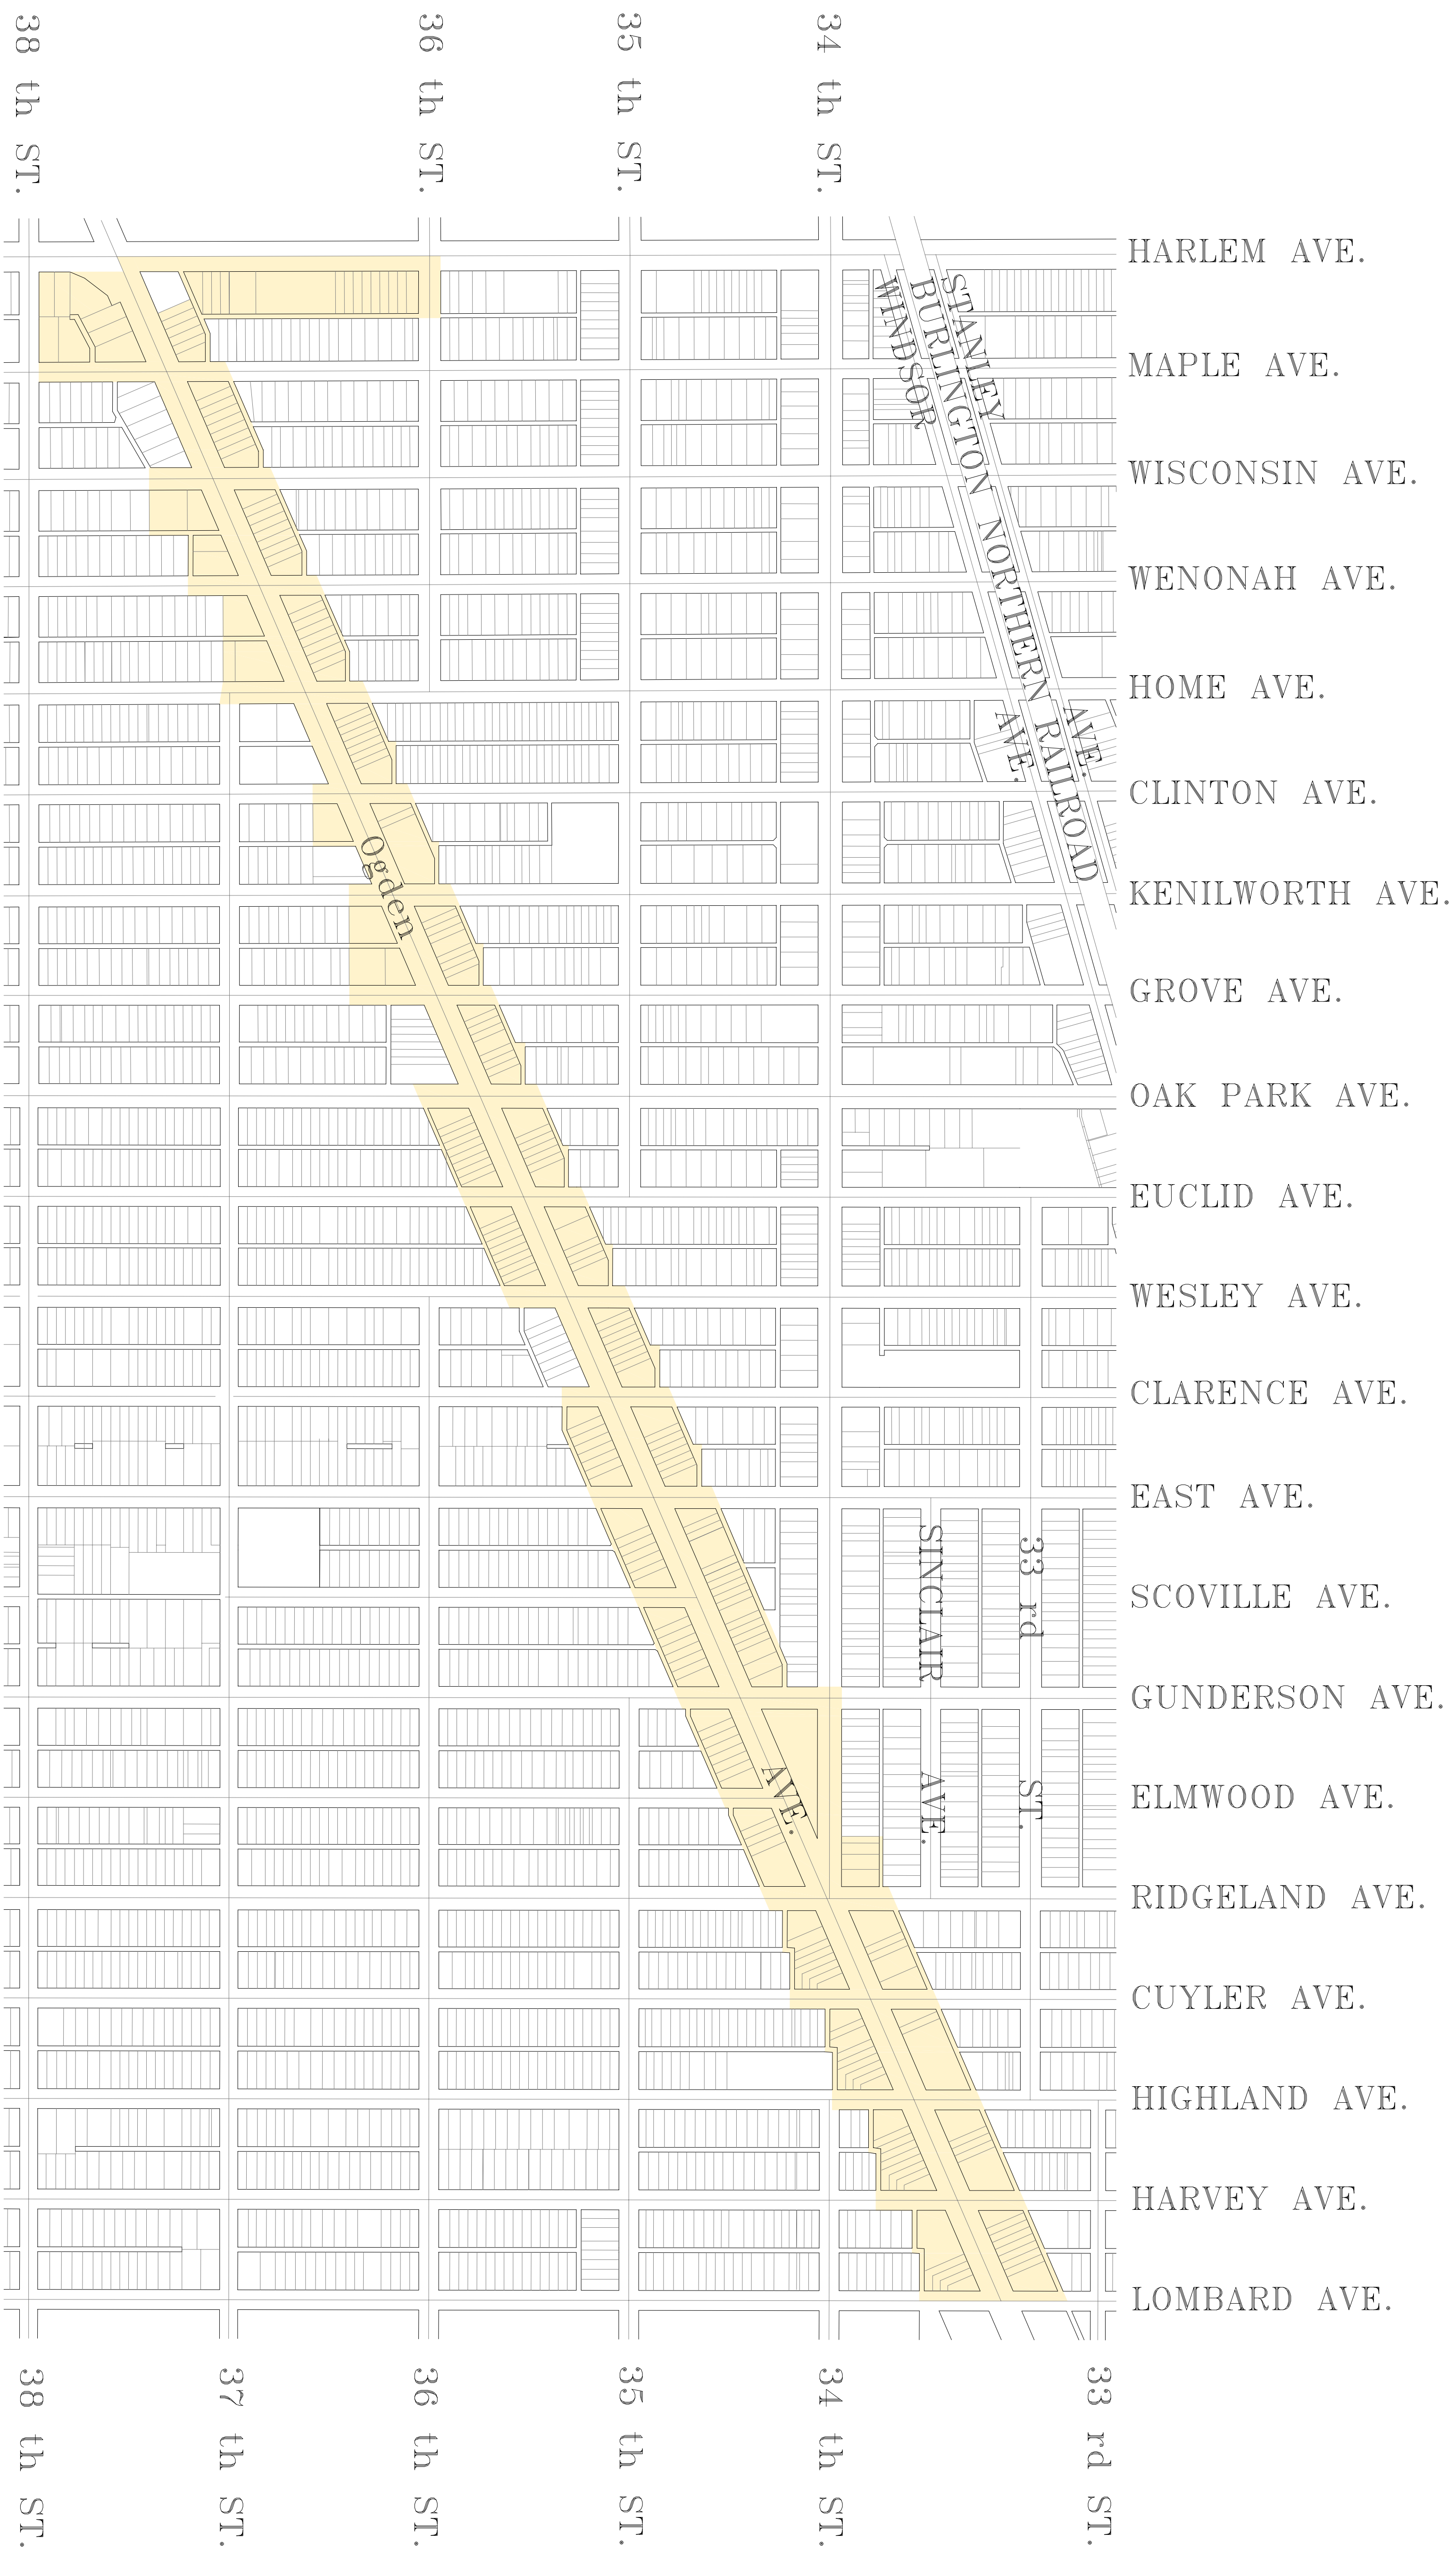 38 th ST.
36 th ST.
35 th ST.
34 th ST.
HARLEM AVE.
STANLEY AVE.
BURLINGTON NORTHERN RAILROAD
WINDSOR AVE.
MAPLE AVE.
WISCONSIN AVE.
WENONAH AVE.
HOME AVE.
CLINTON AVE.
KENILWORTH AVE.
Ogden AVE.
GROVE AVE.
OAK PARK AVE.
EUCLID AVE.
WESLEY AVE.
CLARENCE AVE.
EAST AVE.
SINCLAIR AVE.
33 rd ST.
SCOVILLE AVE.
GUNDERSON AVE.
ELMWOOD AVE.
RIDGELAND AVE.
CUYLER AVE.
HIGHLAND AVE.
HARVEY AVE.
LOMBARD AVE.
38 th ST.
37 th ST.
36 th ST.
35 th ST.
34 th ST.
33 rd ST.